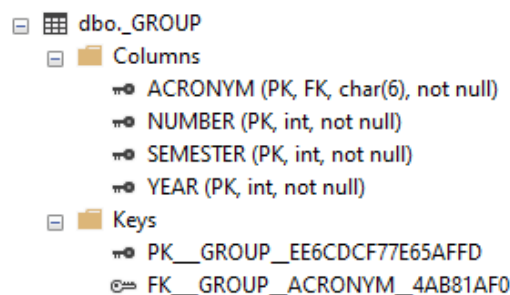 dbo._GROUP
Columns
ACRONYM (PK, FK, char(6), not null)
NUMBER (PK, int, not null)
SEMESTER (PK, int, not null)
YEAR (PK, int, not null)
Keys
PK___GROUP__EE6CDCF77E65AFFD
FK___GROUP__ACRONYM__4AB81AF0